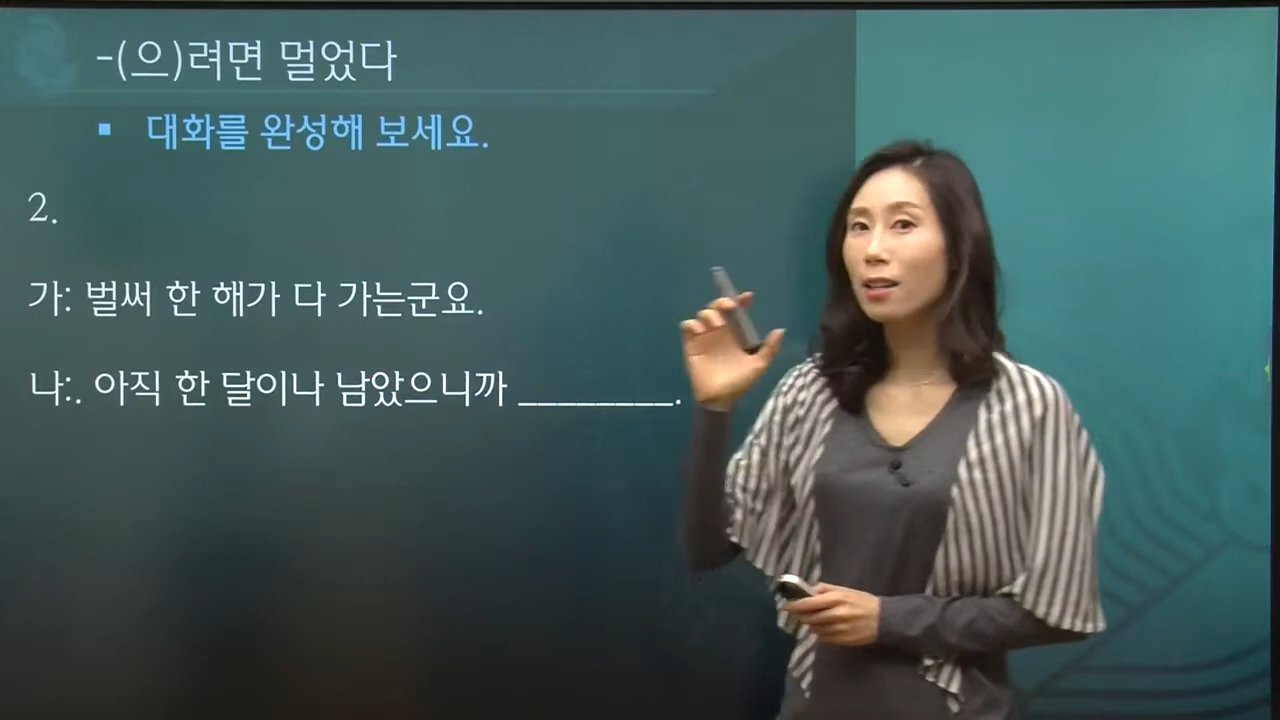 -(으)려면 멀었다
▪ 대화를 완성해 보세요.
2.
가: 벌써 한 해가 다 가는군요.
나:. 아직 한 달이나 남았으니까 ________.